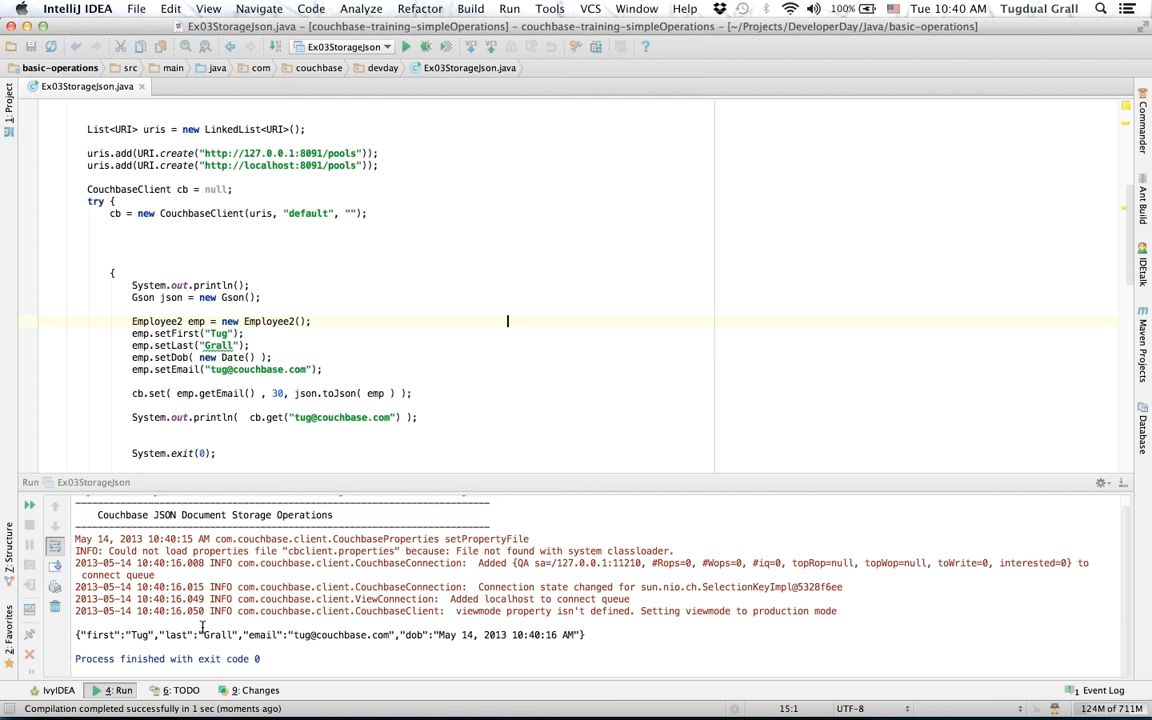 IntelliJ IDEA File Edit View Navigate Code Analyze Refactor Build Run Tools VCS Window Help 100% Tue 10:40 AM Tugdual Grall
Ex03StorageJson.java - [couchbase-training-simpleOperations] - couchbase-training-simpleOperations - [~/Projects/DeveloperDay/Java/basic-operations]
Ex03StorageJson
basic-operations src main java com couchbase devday Ex03StorageJson.java
Ex03StorageJson.java
1: Project
Commander
Ant Build
IDEtalk
Maven Projects
Database
List<URI> uris = new LinkedList<URI>();
uris.add(URI.create("http://127.0.0.1:8091/pools"));
uris.add(URI.create("http://localhost:8091/pools"));
CouchbaseClient cb = null;
try {
cb = new CouchbaseClient(uris, "default", "");
{
System.out.println();
Gson json = new Gson();
Employee2 emp = new Employee2();
emp.setFirst("Tug");
emp.setLast("Grall");
emp.setDob( new Date() );
emp.setEmail("tug@couchbase.com");
cb.set( emp.getEmail() , 30, json.toJson( emp ) );
System.out.println(  cb.get("tug@couchbase.com") );
System.exit(0);
Run Ex03StorageJson
Couchbase JSON Document Storage Operations
May 14, 2013 10:40:15 AM com.couchbase.client.CouchbaseProperties setPropertyFile
INFO: Could not load properties file "cbclient.properties" because: File not found with system classloader.
2013-05-14 10:40:16.008 INFO com.couchbase.client.CouchbaseConnection:  Added {QA sa=/127.0.0.1:11210, #Rops=0, #Wops=0, #iq=0, topRop=null, topWop=null, toWrite=0, interested=0} to
connect queue
2013-05-14 10:40:16.015 INFO com.couchbase.client.CouchbaseConnection:  Connection state changed for sun.nio.ch.SelectionKeyImpl@5328f6ee
2013-05-14 10:40:16.049 INFO com.couchbase.client.ViewConnection:  Added localhost to connect queue
2013-05-14 10:40:16.050 INFO com.couchbase.client.CouchbaseClient:  viewmode property isn't defined. Setting viewmode to production mode
{"first":"Tug","last":"Grall","email":"tug@couchbase.com","dob":"May 14, 2013 10:40:16 AM"}
Process finished with exit code 0
Z: Structure
2: Favorites
IvyIDEA 4: Run 6: TODO 9: Changes 1 Event Log
Compilation completed successfully in 1 sec (moments ago) 15:1 UTF-8 124M of 711M